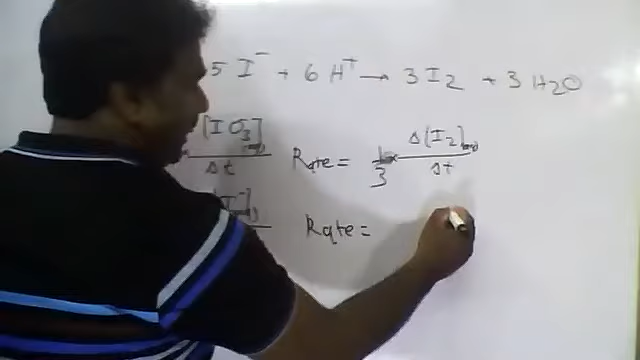 5 I⁻ + 6 H⁺ → 3 I₂ + 3 H₂O
[IO₃⁻] / Δt Rate = 1/3 × Δ[I₂] / Δt
[I⁻] Rate =